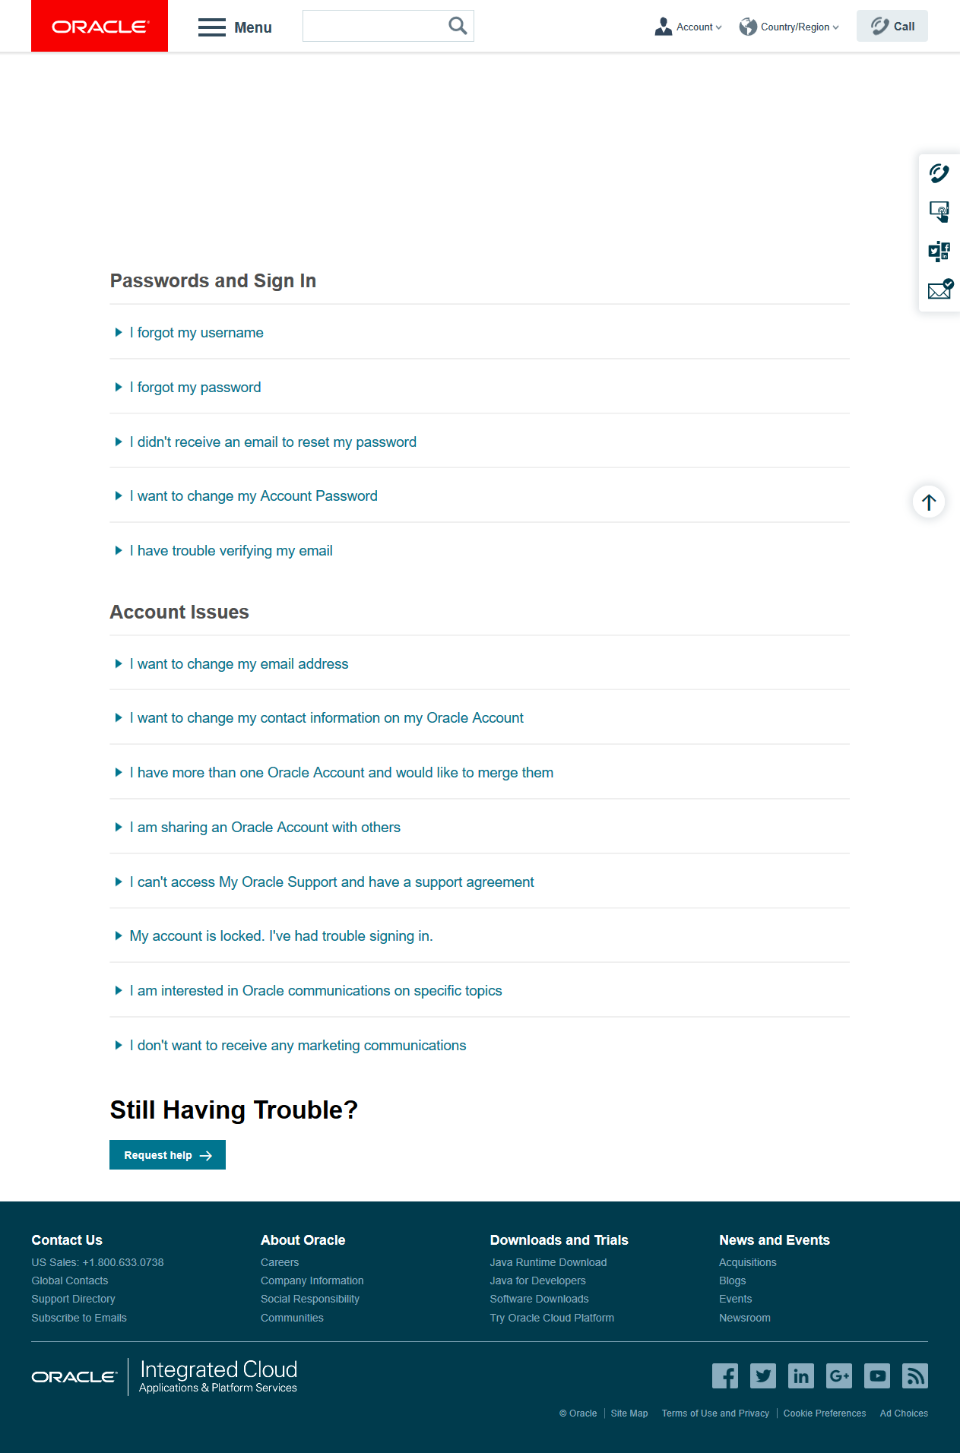 ORACLE
Menu
Account
Country/Region
Call
Passwords and Sign In
I forgot my username
I forgot my password
I didn't receive an email to reset my password
I want to change my Account Password
I have trouble verifying my email
Account Issues
I want to change my email address
I want to change my contact information on my Oracle Account
I have more than one Oracle Account and would like to merge them
I am sharing an Oracle Account with others
I can't access My Oracle Support and have a support agreement
My account is locked. I've had trouble signing in.
I am interested in Oracle communications on specific topics
I don't want to receive any marketing communications
Still Having Trouble?
Request help
Contact Us
US Sales: +1.800.633.0738
Global Contacts
Support Directory
Subscribe to Emails
About Oracle
Careers
Company Information
Social Responsibility
Communities
Downloads and Trials
Java Runtime Download
Java for Developers
Software Downloads
Try Oracle Cloud Platform
News and Events
Acquisitions
Blogs
Events
Newsroom
ORACLE
Integrated Cloud
Applications & Platform Services
© Oracle | Site Map Terms of Use and Privacy | Cookie Preferences Ad Choices